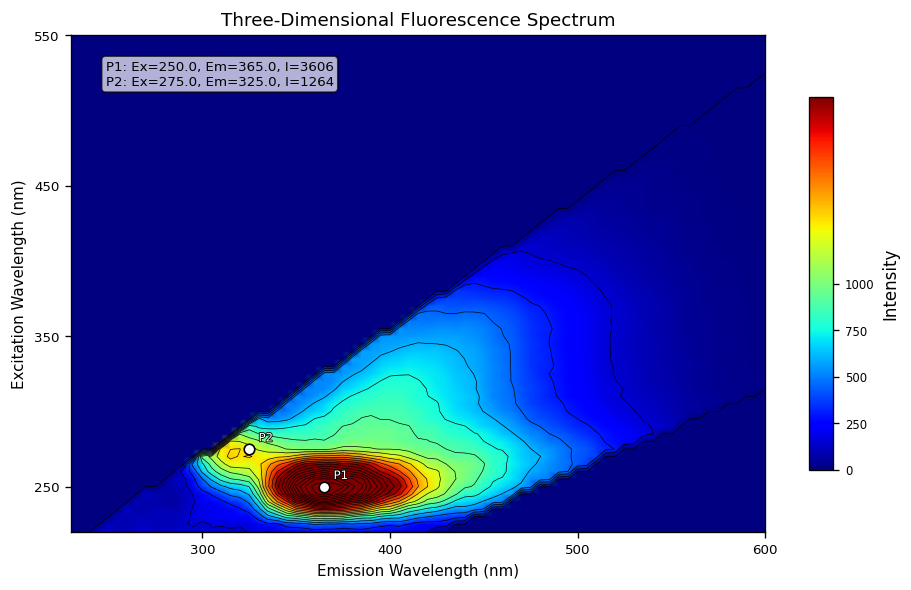 Three-Dimensional Fluorescence Spectrum
550
450
350
250
Excitation Wavelength (nm)
P1: Ex=250.0, Em=365.0, I=3606
P2: Ex=275.0, Em=325.0, I=1264
P2
P1
300
400
500
600
Emission Wavelength (nm)
1000
750
500
250
0
Intensity